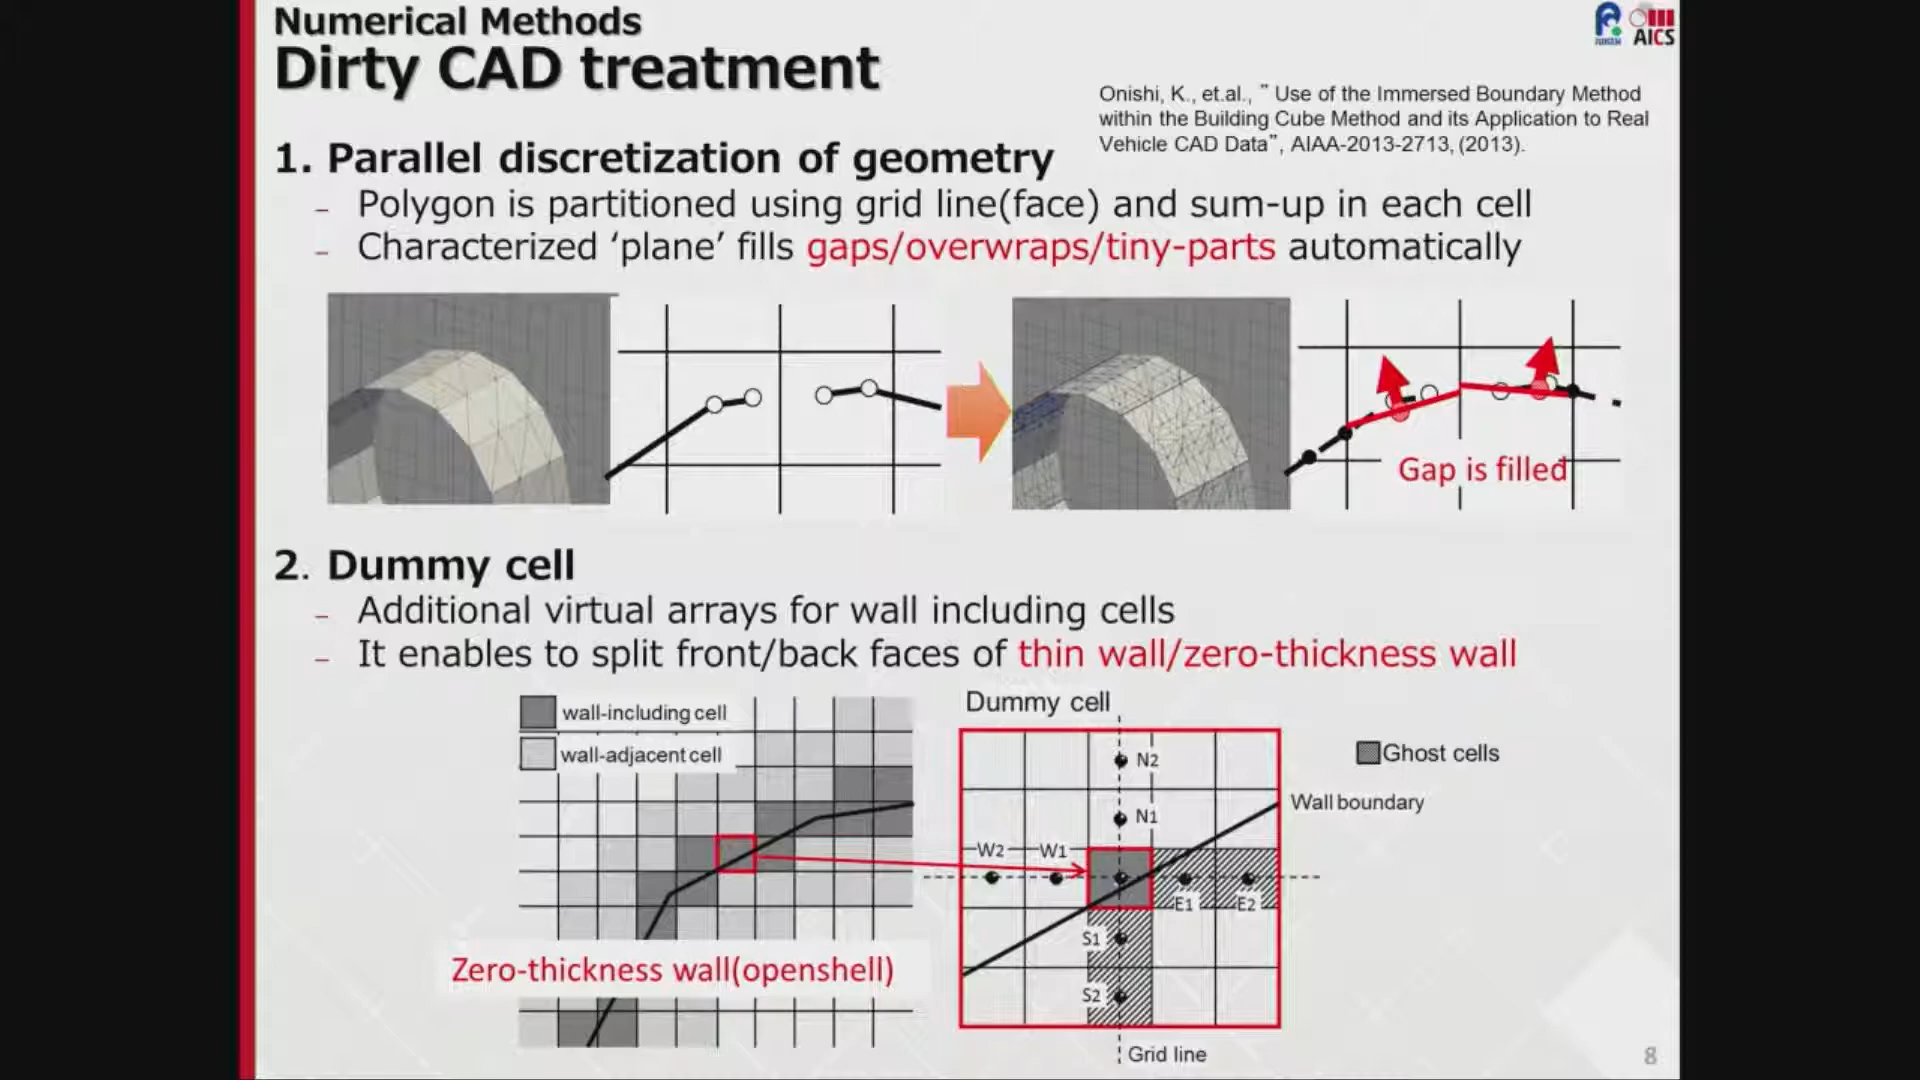 Numerical Methods
Dirty CAD treatment
AICS
Onishi, K., et.al., ” Use of the Immersed Boundary Method
within the Building Cube Method and its Application to Real
Vehicle CAD Data”, AIAA-2013-2713, (2013).
1. Parallel discretization of geometry
– Polygon is partitioned using grid line(face) and sum-up in each cell
– Characterized ‘plane’ fills gaps/overwraps/tiny-parts automatically
Gap is filled
2. Dummy cell
– Additional virtual arrays for wall including cells
– It enables to split front/back faces of thin wall/zero-thickness wall
wall-including cell
wall-adjacent cell
Zero-thickness wall(openshell)
Dummy cell
N2
Ghost cells
Wall boundary
N1
W2
W1
E1
E2
S1
S2
Grid line
8